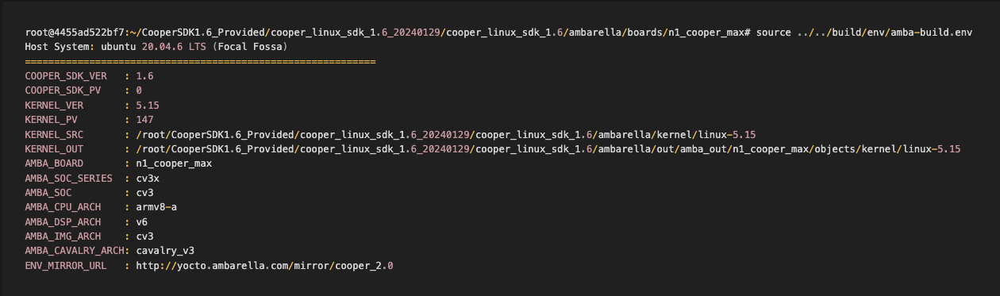 root@4455ad522bf7:~/CooperSDK1.6_Provided/cooper_linux_sdk_1.6_20240129/cooper_linux_sdk_1.6/ambarella/boards/n1_cooper_max# source ../../build/env/amba-build.env
Host System: ubuntu 20.04.6 LTS (Focal Fossa)
============================================================
COOPER_SDK_VER   : 1.6
COOPER_SDK_PV    : 0
KERNEL_VER       : 5.15
KERNEL_PV        : 147
KERNEL_SRC       : /root/CooperSDK1.6_Provided/cooper_linux_sdk_1.6_20240129/cooper_linux_sdk_1.6/ambarella/kernel/linux-5.15
KERNEL_OUT       : /root/CooperSDK1.6_Provided/cooper_linux_sdk_1.6_20240129/cooper_linux_sdk_1.6/ambarella/out/amba_out/n1_cooper_max/objects/kernel/linux-5.15
AMBA_BOARD       : n1_cooper_max
AMBA_SOC_SERIES  : cv3x
AMBA_SOC         : cv3
AMBA_CPU_ARCH    : armv8-a
AMBA_DSP_ARCH    : v6
AMBA_IMG_ARCH    : cv3
AMBA_CAVALRY_ARCH: cavalry_v3
ENV_MIRROR_URL   : http://yocto.ambarella.com/mirror/cooper_2.0